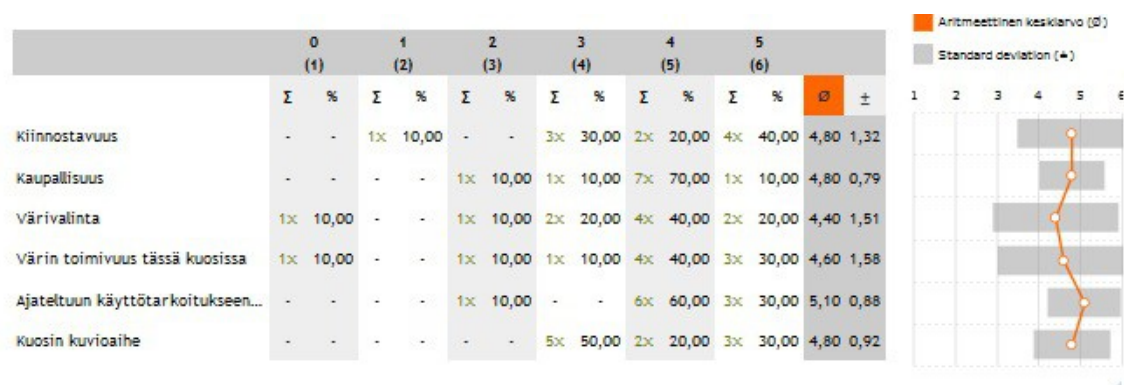 Aritmeettinen keskiarvo (Ø)
Standard deviation (±)
0 1 2 3 4 5
(1) (2) (3) (4) (5) (6)
Σ % Σ % Σ % Σ % Σ % Σ % Ø ±
1 2 3 4 5 6
Kiinnostavuus - - 1x 10,00 - - 3x 30,00 2x 20,00 4x 40,00 4,80 1,32
Kaupallisuus - - - - 1x 10,00 1x 10,00 7x 70,00 1x 10,00 4,80 0,79
Värivalinta 1x 10,00 - - 1x 10,00 2x 20,00 4x 40,00 2x 20,00 4,40 1,51
Värin toimivuus tässä kuosissa 1x 10,00 - - 1x 10,00 1x 10,00 4x 40,00 3x 30,00 4,60 1,58
Ajateltuun käyttötarkoitukseen... - - - - 1x 10,00 - - 6x 60,00 3x 30,00 5,10 0,88
Kuosin kuvioaihe - - - - - - 5x 50,00 2x 20,00 3x 30,00 4,80 0,92